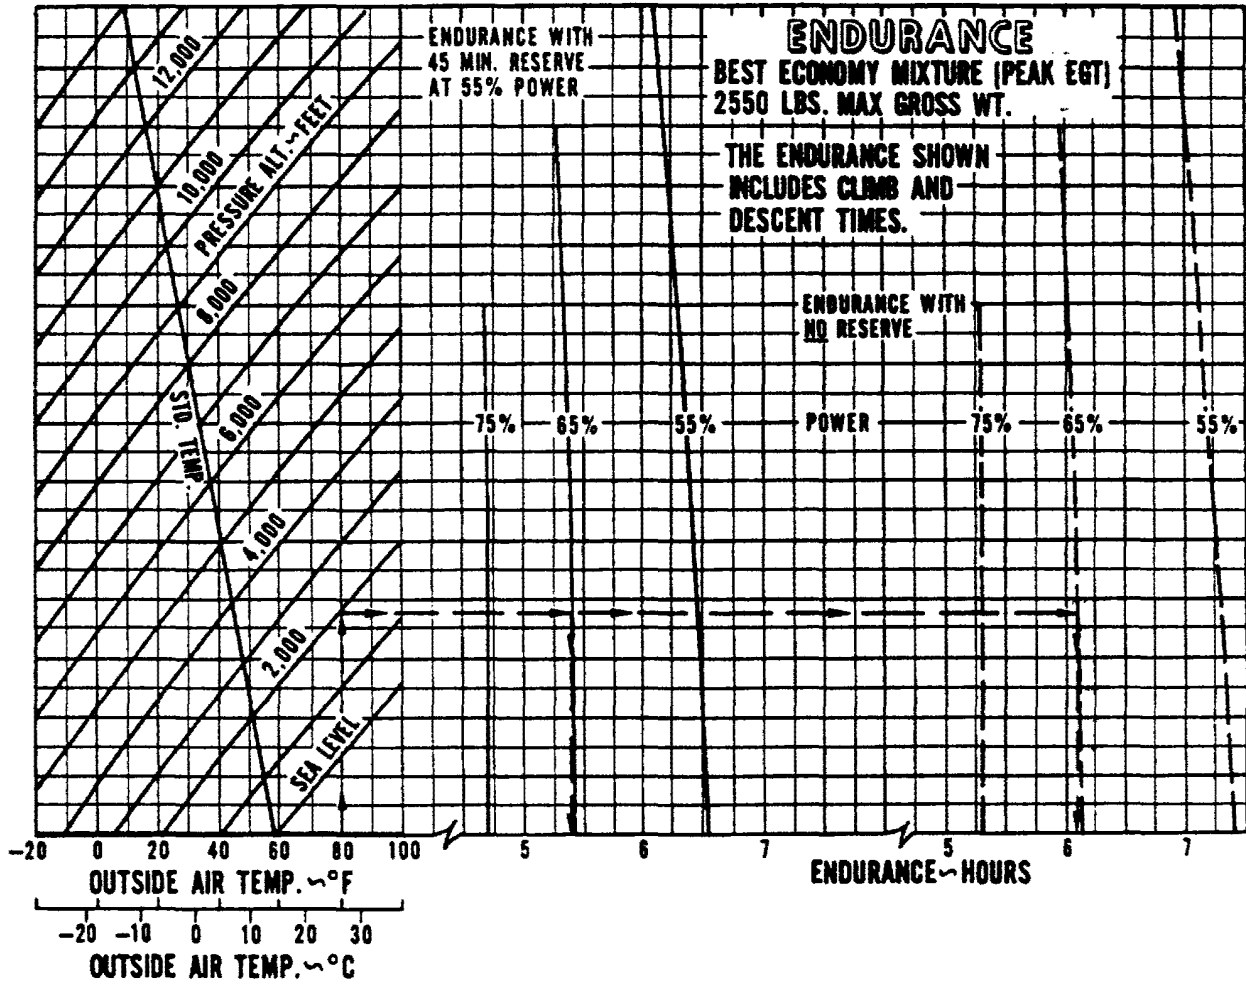 ENDURANCE
BEST ECONOMY MIXTURE (PEAK EGT)
2550 LBS. MAX GROSS WT.
THE ENDURANCE SHOWN
INCLUDES CLIMB AND
DESCENT TIMES.
ENDURANCE WITH
45 MIN. RESERVE
AT 55% POWER
ENDURANCE WITH
NO RESERVE
12,000
10,000
PRESSURE ALT.~FEET
8,000
6,000
STD. TEMP.
4,000
2,000
SEA LEVEL
75% 65% 55% POWER 75% 65% 55%
-20 0 20 40 60 80 100 5 6 7 5 6 7
OUTSIDE AIR TEMP.~°F
ENDURANCE~HOURS
-20 -10 0 10 20 30
OUTSIDE AIR TEMP.~°C